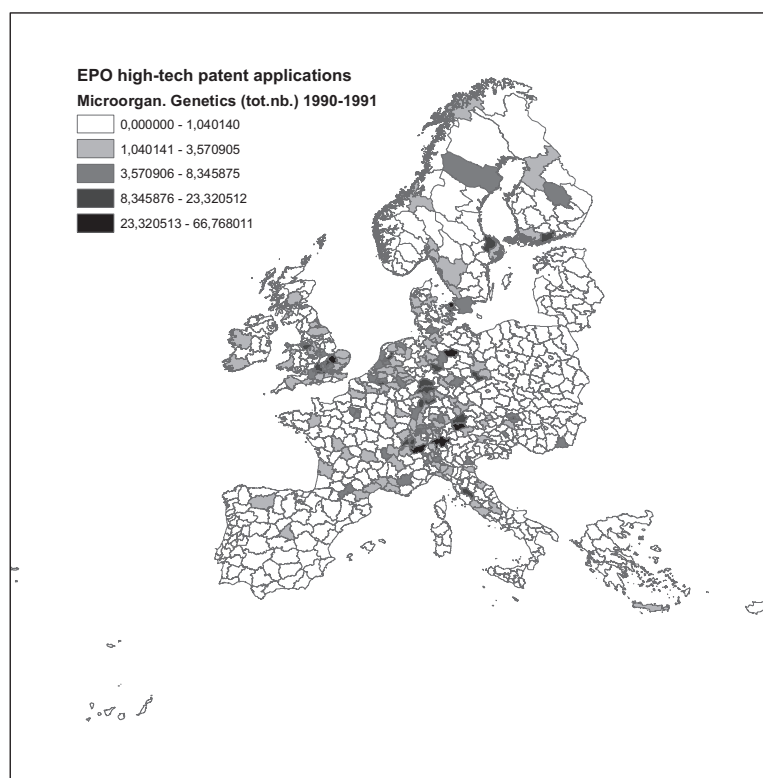 EPO high-tech patent applications
Microorgan. Genetics (tot.nb.) 1990-1991
0,000000 - 1,040140
1,040141 - 3,570905
3,570906 - 8,345875
8,345876 - 23,320512
23,320513 - 66,768011